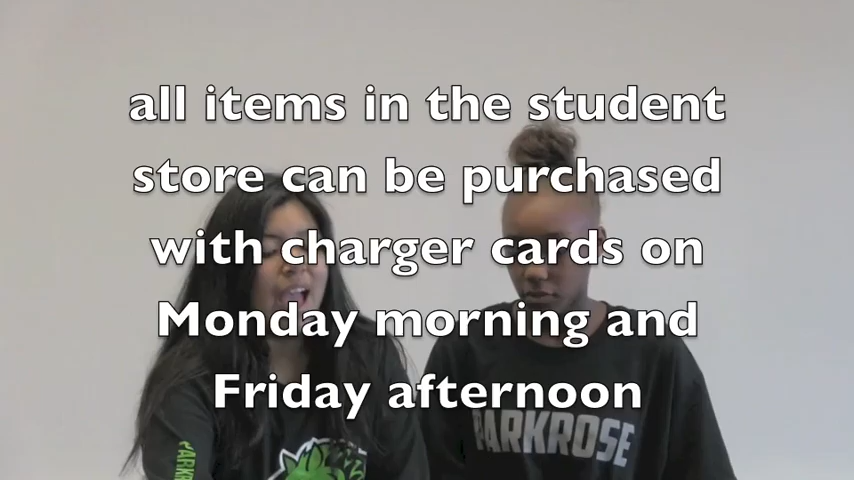 all items in the student
store can be purchased
with charger cards on
Monday morning and
Friday afternoon
PARKROSE